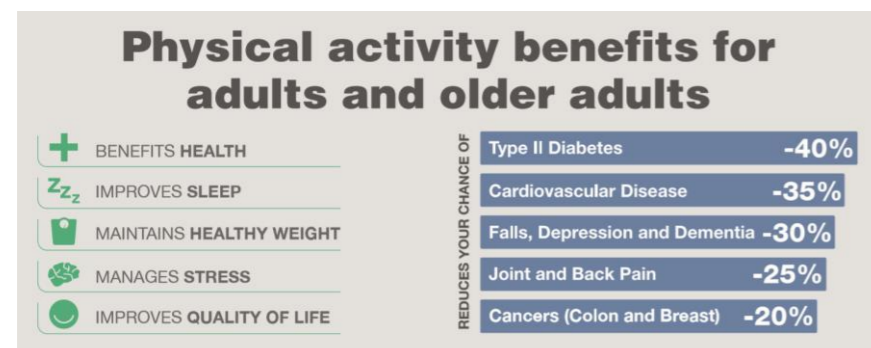 Physical activity benefits for
adults and older adults
BENEFITS HEALTH
ZZZ IMPROVES SLEEP
MAINTAINS HEALTHY WEIGHT
MANAGES STRESS
IMPROVES QUALITY OF LIFE
REDUCES YOUR CHANCE OF
Type II Diabetes -40%
Cardiovascular Disease -35%
Falls, Depression and Dementia -30%
Joint and Back Pain -25%
Cancers (Colon and Breast) -20%